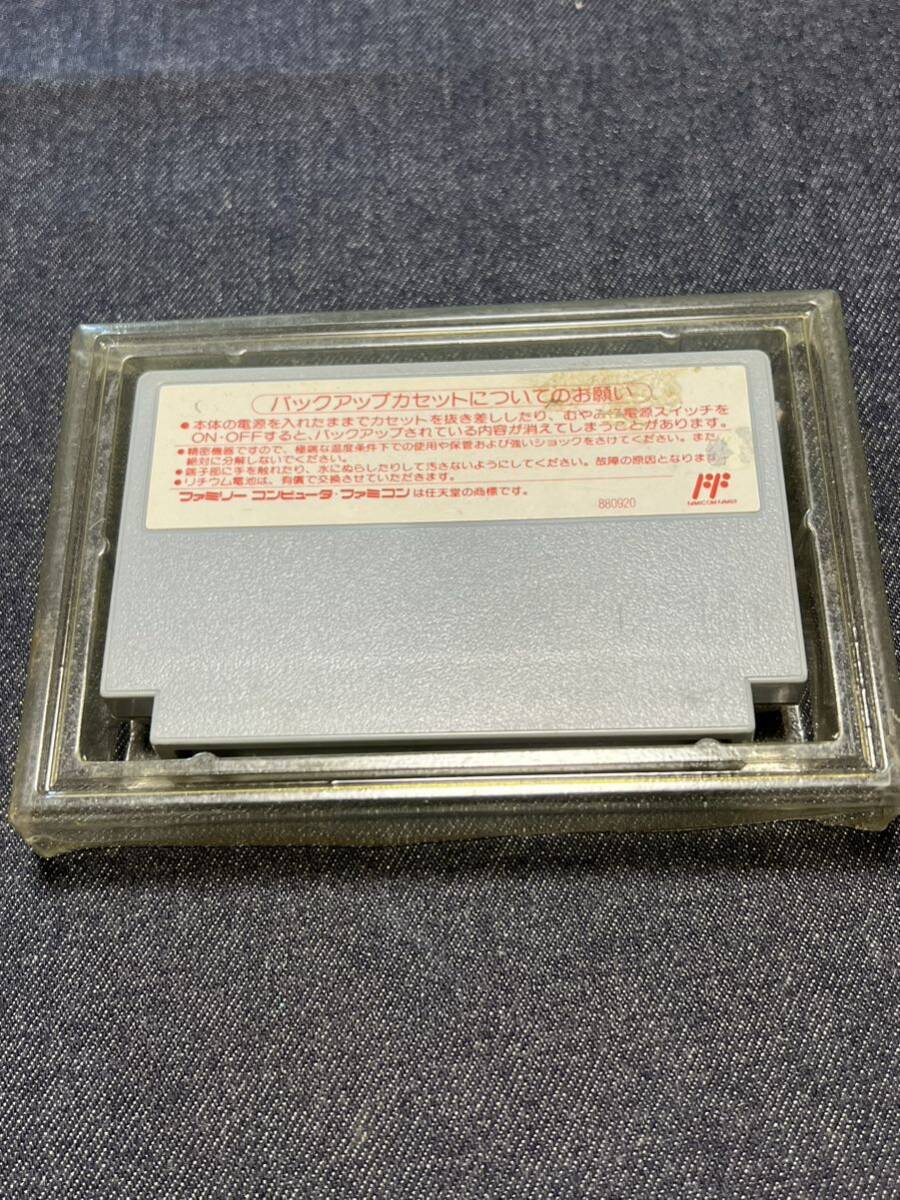 バックアップカセットについてのお願い
●本体の電源を入れたままでカセットを抜き差ししたり、むやみに電源スイッチを
ON・OFFすると、バックアップされている内容が消えてしまうことがあります。
●精密機器ですので、極端な温度条件下での使用や保管および強いショックをさけてください。また、
絶対に分解しないでください。
●端子部に手を触れたり、水にぬらしたりして汚さないようにしてください。故障の原因となります。
●リチウム電池は、有償で交換させていただきます。
ファミリーコンピュータ・ファミコンは任天堂の商標です。
880920
FF
FAMICOM FAMILY